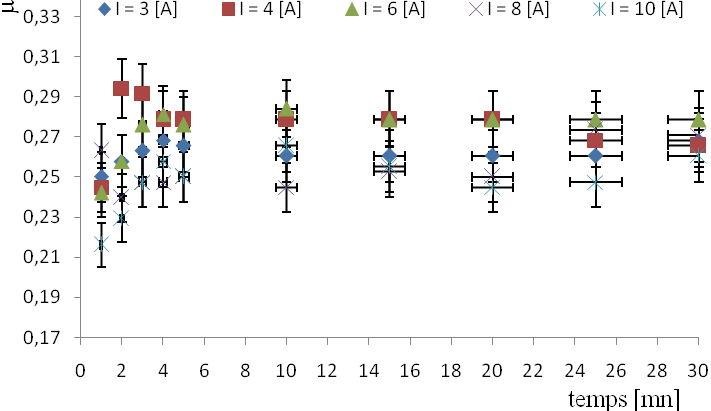 μ
I = 3 [A] I = 4 [A] I = 6 [A] I = 8 [A] I = 10 [A]
0,33
0,31
0,29
0,27
0,25
0,23
0,21
0,19
0,17
0 2 4 6 8 10 12 14 16 18 20 22 24 26 28 30
temps [mn]